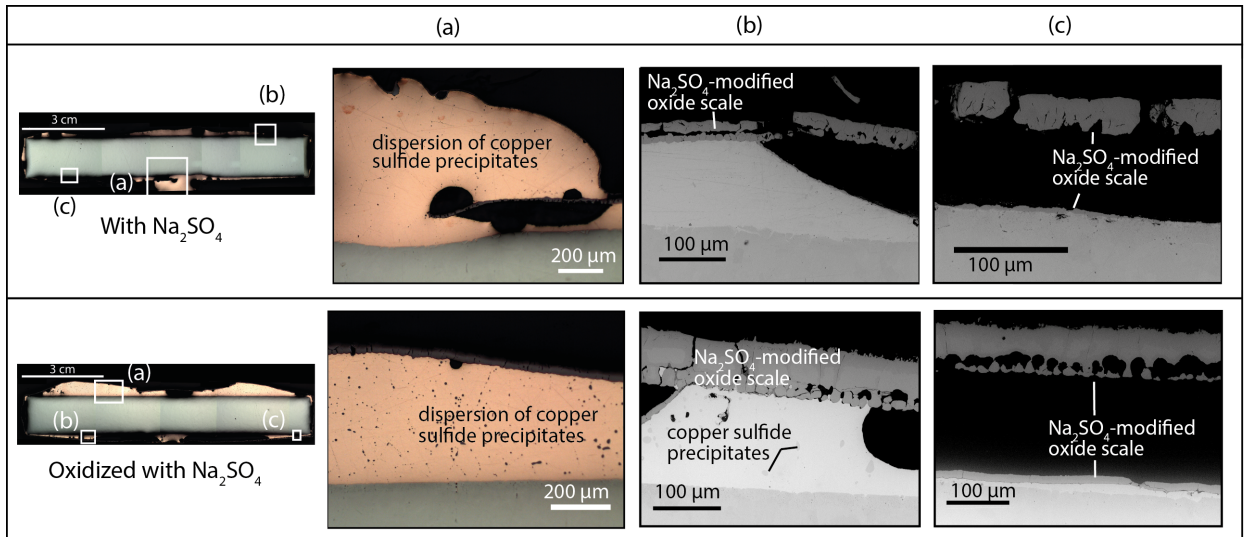 (a)
(b)
(c)
3 cm
(b)
(a)
(c)
With Na₂SO₄
dispersion of copper
sulfide precipitates
200 µm
Na₂SO₄-modified
oxide scale
100 µm
Na₂SO₄-modified
oxide scale
100 µm
3 cm
(a)
(b)
(c)
Oxidized with Na₂SO₄
dispersion of copper
sulfide precipitates
200 µm
Na₂SO₄-modified
oxide scale
copper sulfide
precipitates
100 µm
Na₂SO₄-modified
oxide scale
100 µm